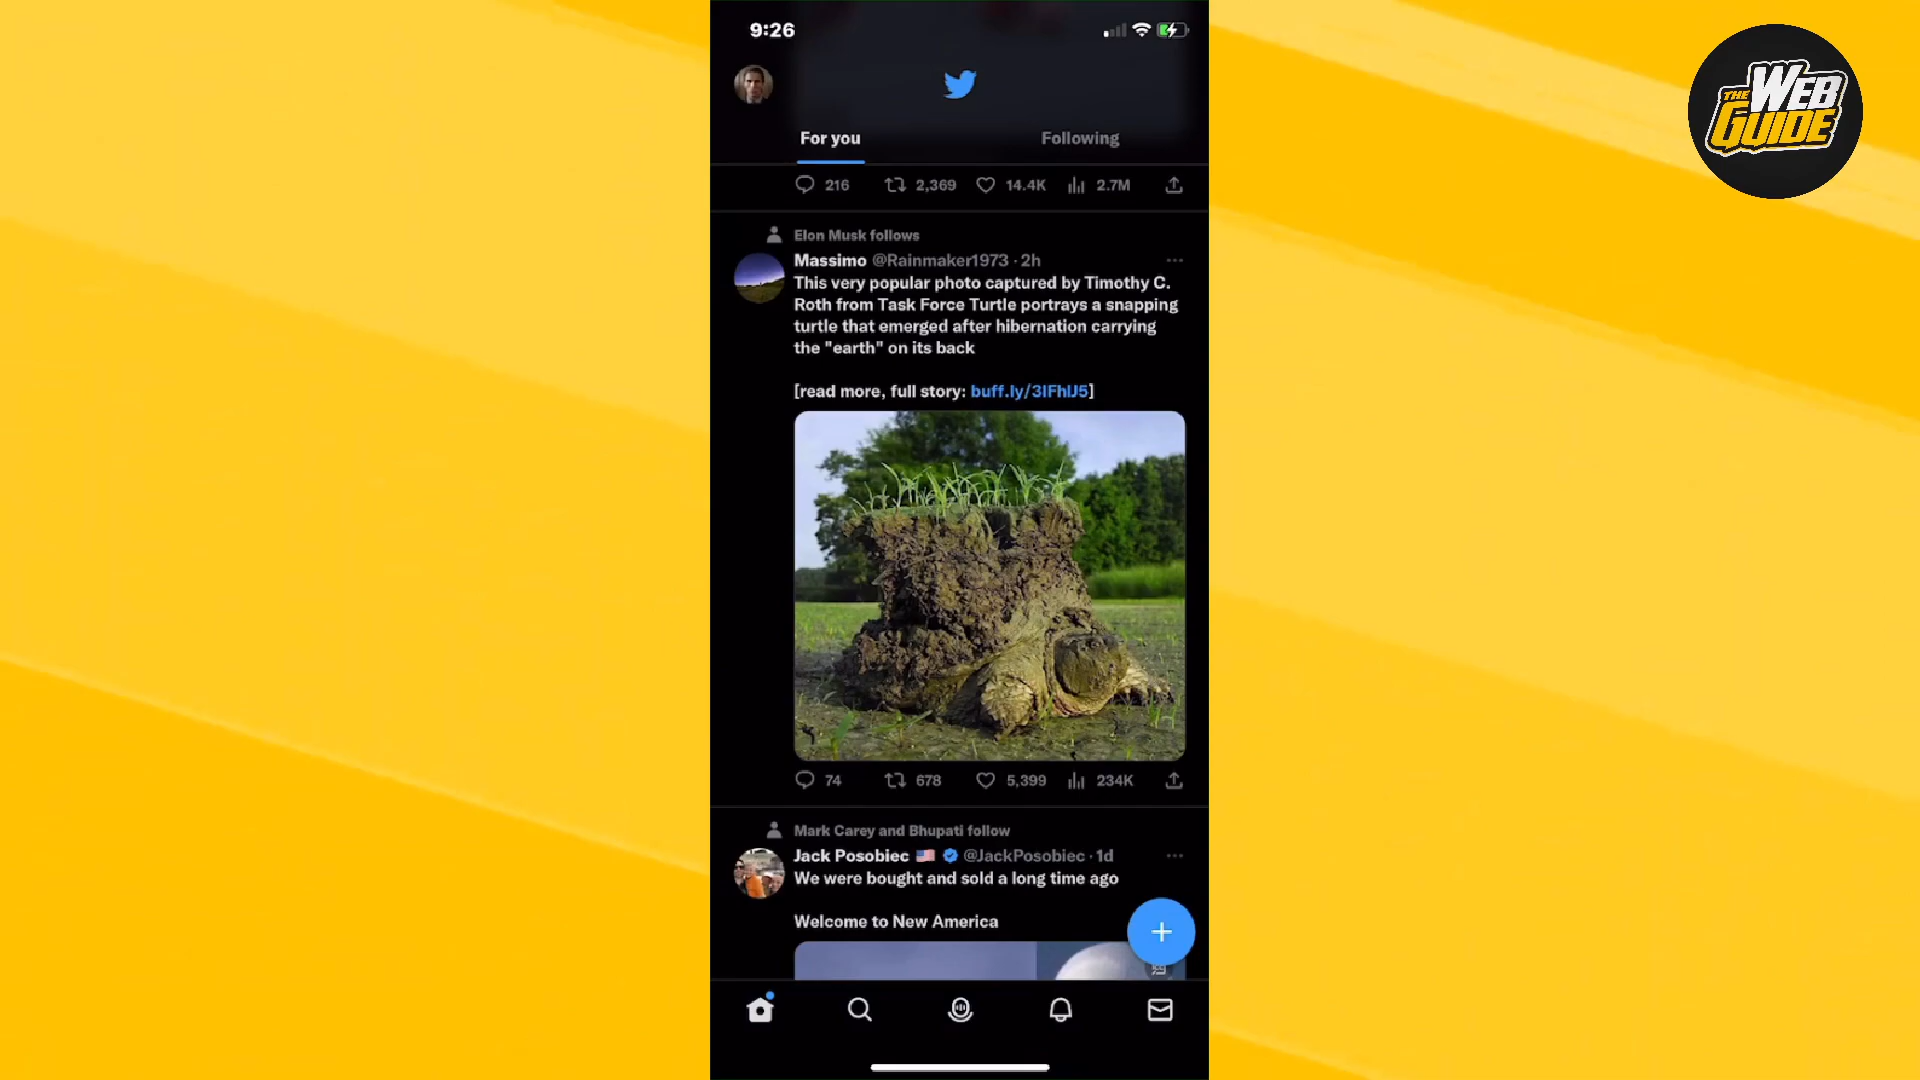 9:26
THE WEB GUIDE
For you
Following
216 2,369 14.4K 2.7M
Elon Musk follows
Massimo @Rainmaker1973 · 2h
This very popular photo captured by Timothy C.
Roth from Task Force Turtle portrays a snapping
turtle that emerged after hibernation carrying
the "earth" on its back
[read more, full story: buff.ly/3IFhlJ5]
74 678 5,399 234K
Mark Carey and Bhupati follow
Jack Posobiec 🇺🇸 @JackPosobiec · 1d
We were bought and sold a long time ago
Welcome to New America